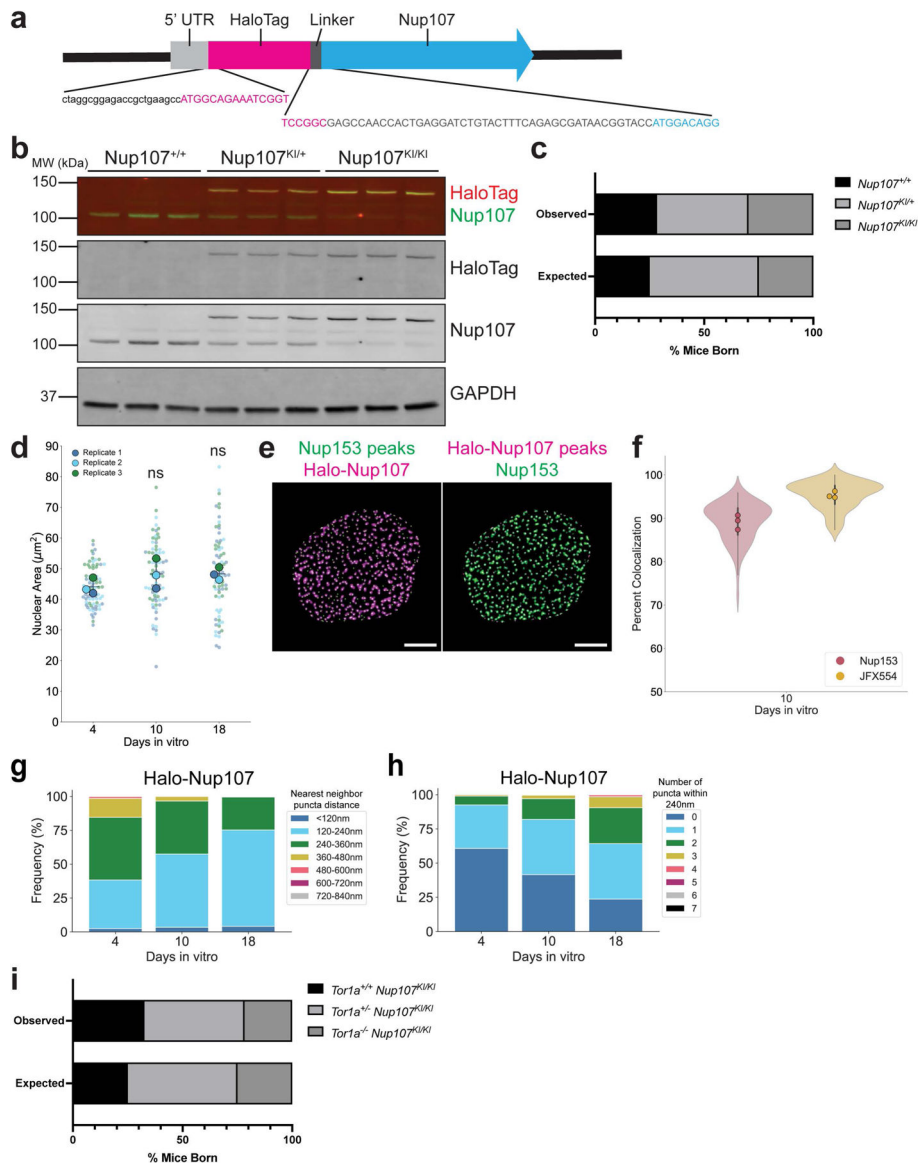 a
5' UTR HaloTag Linker Nup107
ctaggcggagaccgctgaagccATGGCAGAAATCGGT
TCCGGCGAGCCAACCACTGAGGATCTGTACTTTCAGAGCGATAACGGTACCATGGACAGG
b
MW (kDa) Nup107+/+ Nup107KI/+ Nup107KI/KI
150
100
HaloTag
Nup107
150
100
HaloTag
150
100
Nup107
37
GAPDH
c
Observed
Expected
0 50 100
% Mice Born
Nup107+/+
Nup107KI/+
Nup107KI/KI
d
Nuclear Area (μm2)
90
80
70
60
50
40
30
20
10
0
Replicate 1
Replicate 2
Replicate 3
ns ns
4 10 18
Days in vitro
e
Nup153 peaks
Halo-Nup107
Halo-Nup107 peaks
Nup153
f
Percent Colocalization
100
90
80
70
60
50
Nup153
JFX554
10
Days in vitro
g
Halo-Nup107
Frequency (%)
100
75
50
25
0
4 10 18
Days in vitro
Nearest neighbor
puncta distance
<120nm
120-240nm
240-360nm
360-480nm
480-600nm
600-720nm
720-840nm
h
Halo-Nup107
Frequency (%)
100
75
50
25
0
4 10 18
Days in vitro
Number of
puncta within
240nm
0
1
2
3
4
5
6
7
i
Observed
Expected
0 50 100
% Mice Born
Tor1a+/+ Nup107KI/KI
Tor1a+/- Nup107KI/KI
Tor1a-/- Nup107KI/KI